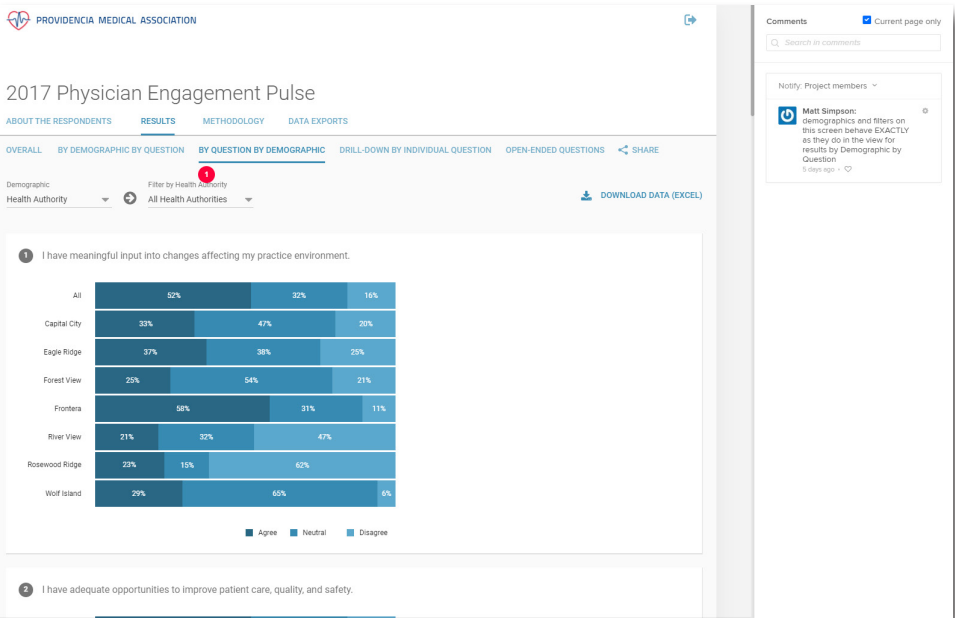 PROVIDENCIA MEDICAL ASSOCIATION
2017 Physician Engagement Pulse
ABOUT THE RESPONDENTS RESULTS METHODOLOGY DATA EXPORTS
OVERALL BY DEMOGRAPHIC BY QUESTION BY QUESTION BY DEMOGRAPHIC DRILL-DOWN BY INDIVIDUAL QUESTION OPEN-ENDED QUESTIONS SHARE
1
Demographic Filter by Health Authority
Health Authority All Health Authorities DOWNLOAD DATA (EXCEL)
1 I have meaningful input into changes affecting my practice environment.
All 52% 32% 16%
Capital City 33% 47% 20%
Eagle Ridge 37% 38% 25%
Forest View 25% 54% 21%
Frontera 58% 31% 11%
River View 21% 32% 47%
Rosewood Ridge 23% 15% 62%
Wolf Island 29% 65% 6%
Agree Neutral Disagree
2 I have adequate opportunities to improve patient care, quality, and safety.
Comments Current page only
Search in comments
Notify: Project members
Matt Simpson:
demographics and filters on
this screen behave EXACTLY
as they do in the view for
results by Demographic by
Question
5 days ago